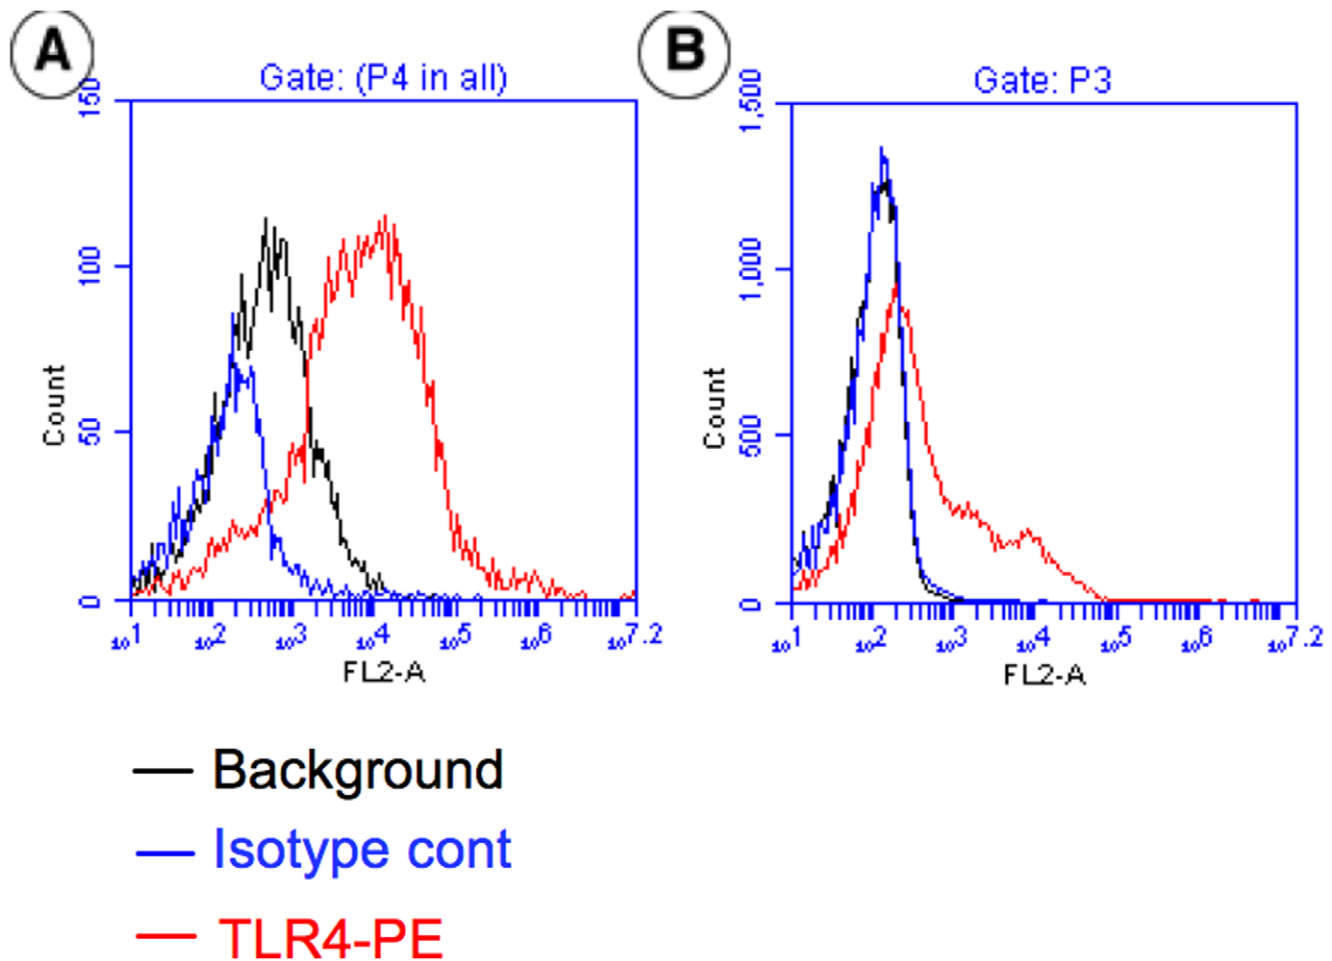 A
Gate: (P4 in all)
150
100
50
0
Count
10^1 10^2 10^3 10^4 10^5 10^6 10^7.2
FL2-A
B
Gate: P3
1,500
1,000
500
0
Count
10^1 10^2 10^3 10^4 10^5 10^6 10^7.2
FL2-A
Background
Isotype cont
TLR4-PE